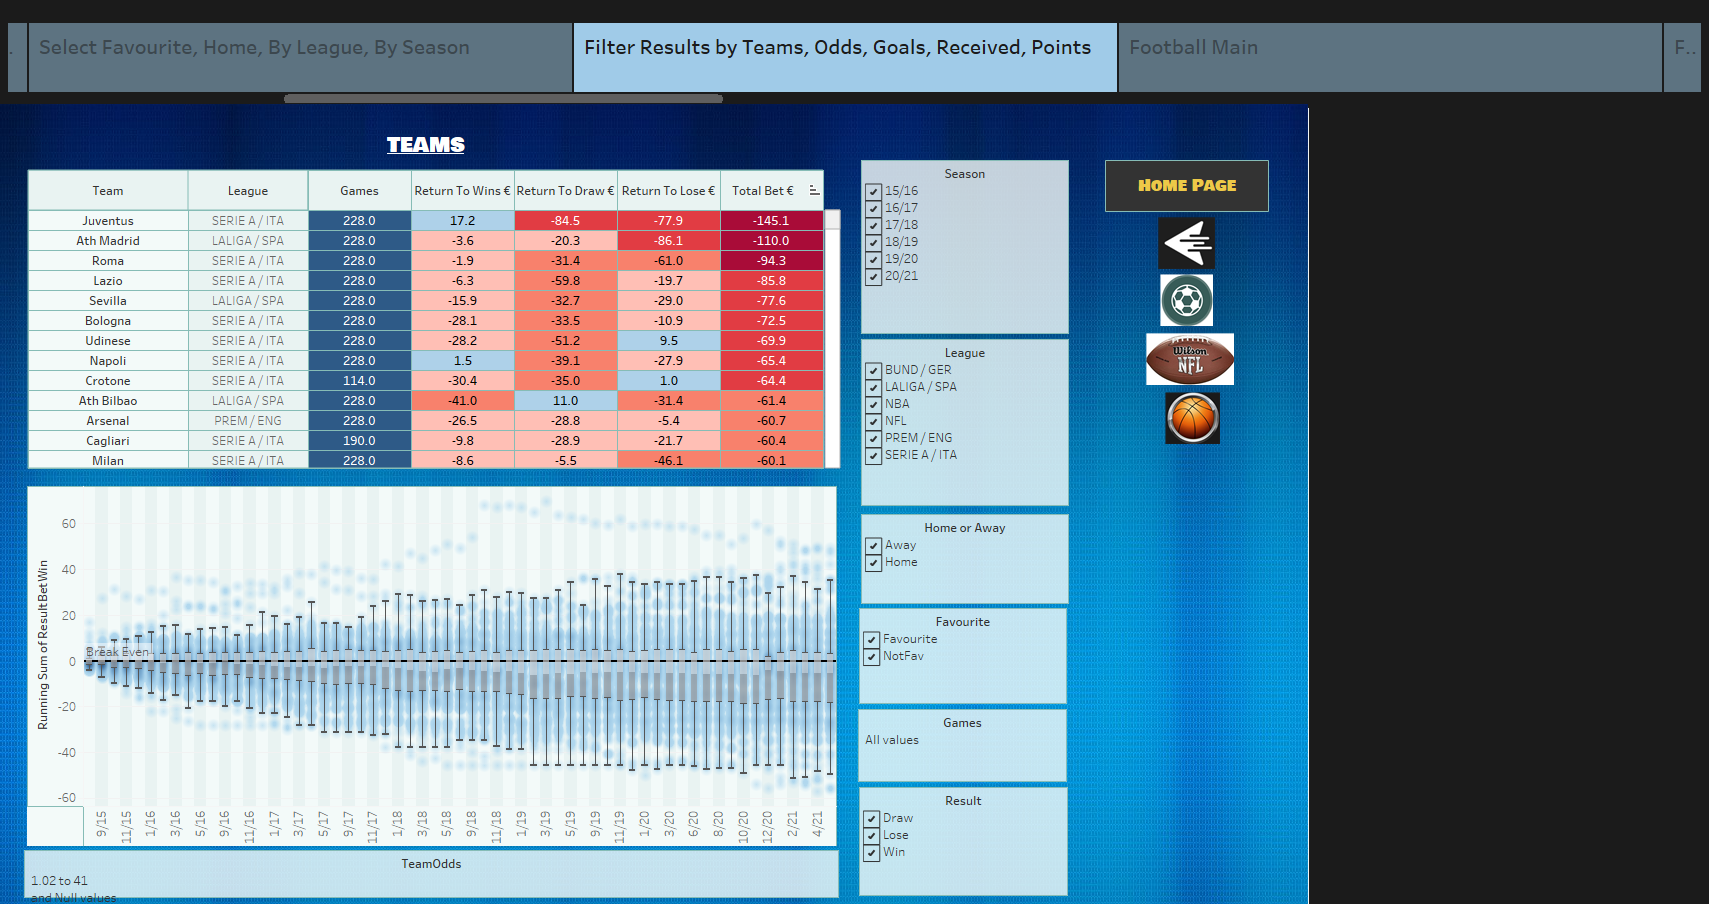 .
Select Favourite, Home, By League, By Season
Filter Results by Teams, Odds, Goals, Received, Points
Football Main
F..
TEAMS
Team League Games Return To Wins € Return To Draw € Return To Lose € Total Bet €
Juventus SERIE A / ITA 228.0 17.2 -84.5 -77.9 -145.1
Ath Madrid LALIGA / SPA 228.0 -3.6 -20.3 -86.1 -110.0
Roma SERIE A / ITA 228.0 -1.9 -31.4 -61.0 -94.3
Lazio SERIE A / ITA 228.0 -6.3 -59.8 -19.7 -85.8
Sevilla LALIGA / SPA 228.0 -15.9 -32.7 -29.0 -77.6
Bologna SERIE A / ITA 228.0 -28.1 -33.5 -10.9 -72.5
Udinese SERIE A / ITA 228.0 -28.2 -51.2 9.5 -69.9
Napoli SERIE A / ITA 228.0 1.5 -39.1 -27.9 -65.4
Crotone SERIE A / ITA 114.0 -30.4 -35.0 1.0 -64.4
Ath Bilbao LALIGA / SPA 228.0 -41.0 11.0 -31.4 -61.4
Arsenal PREM / ENG 228.0 -26.5 -28.8 -5.4 -60.7
Cagliari SERIE A / ITA 190.0 -9.8 -28.9 -21.7 -60.4
Milan SERIE A / ITA 228.0 -8.6 -5.5 -46.1 -60.1
Running Sum of Result Bet Win
60
40
20
0
-20
-40
-60
Break Even
9/15 11/15 1/16 3/16 5/16 9/16 11/16 1/17 3/17 5/17 9/17 11/17 1/18 3/18 5/18 9/18 11/18 1/19 3/19 5/19 9/19 11/19 1/20 3/20 6/20 8/20 10/20 12/20 2/21 4/21
TeamOdds
1.02 to 41
and Null values
Season
15/16
16/17
17/18
18/19
19/20
20/21
League
BUND / GER
LALIGA / SPA
NBA
NFL
PREM / ENG
SERIE A / ITA
Home or Away
Away
Home
Favourite
Favourite
NotFav
Games
All values
Result
Draw
Lose
Win
HOME PAGE
Wilson
NFL